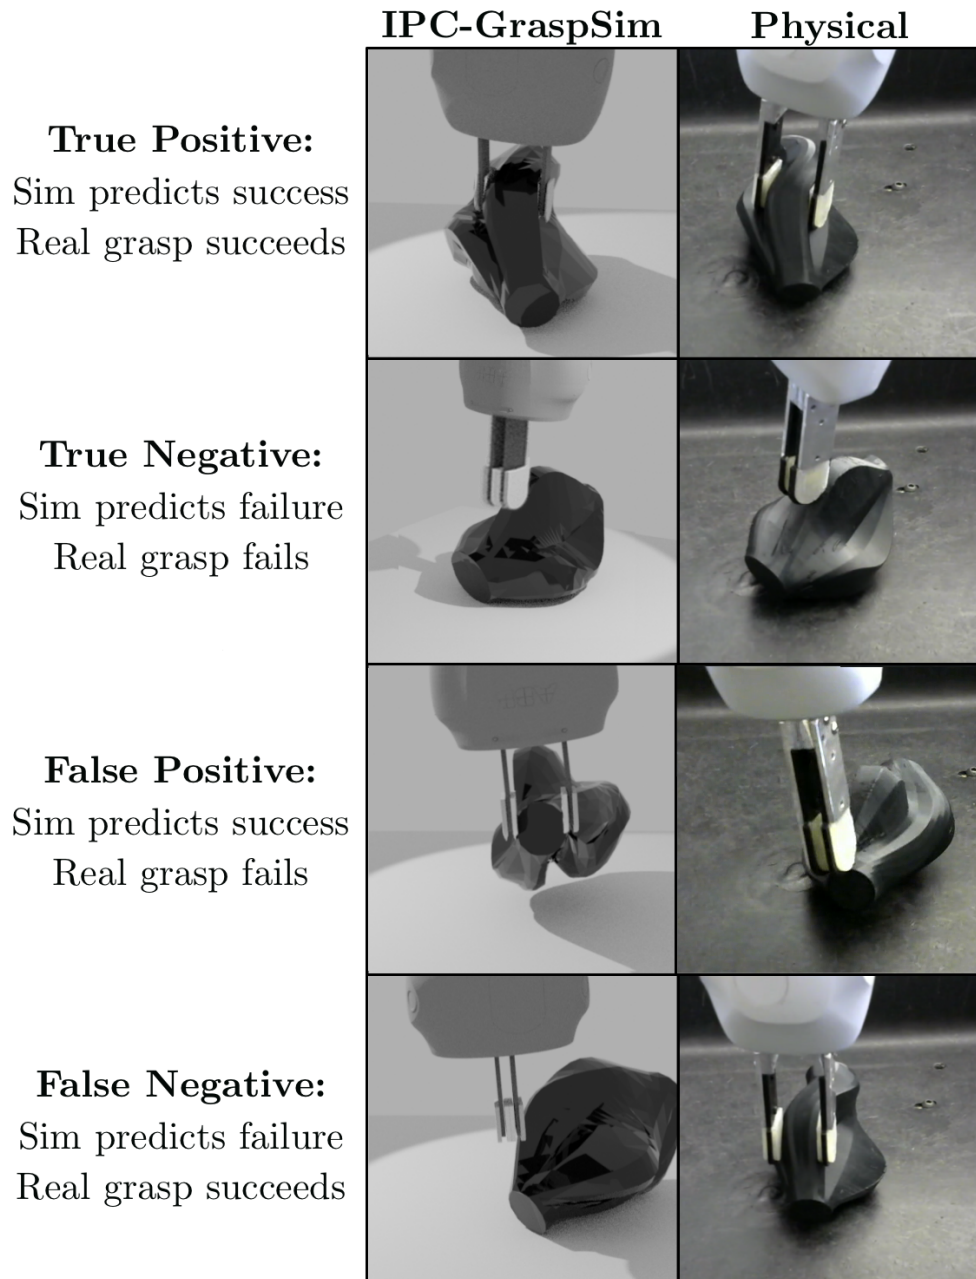 IPC-GraspSim
Physical
True Positive:
Sim predicts success
Real grasp succeeds
True Negative:
Sim predicts failure
Real grasp fails
False Positive:
Sim predicts success
Real grasp fails
False Negative:
Sim predicts failure
Real grasp succeeds